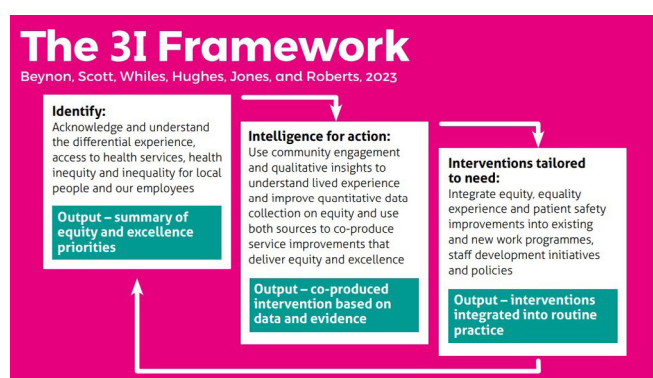 The 3I Framework
Beynon, Scott, Whiles, Hughes, Jones, and Roberts, 2023
Identify:
Acknowledge and understand
the differential experience,
access to health services, health
inequity and inequality for local
people and our employees
Output – summary of
equity and excellence
priorities
Intelligence for action:
Use community engagement
and qualitative insights to
understand lived experience
and improve quantitative data
collection on equity and use
both sources to co-produce
service improvements that
deliver equity and excellence
Output – co-produced
intervention based on
data and evidence
Interventions tailored
to need:
Integrate equity, equality
experience and patient safety
improvements into existing
and new work programmes,
staff development initiatives
and policies
Output – interventions
integrated into routine
practice